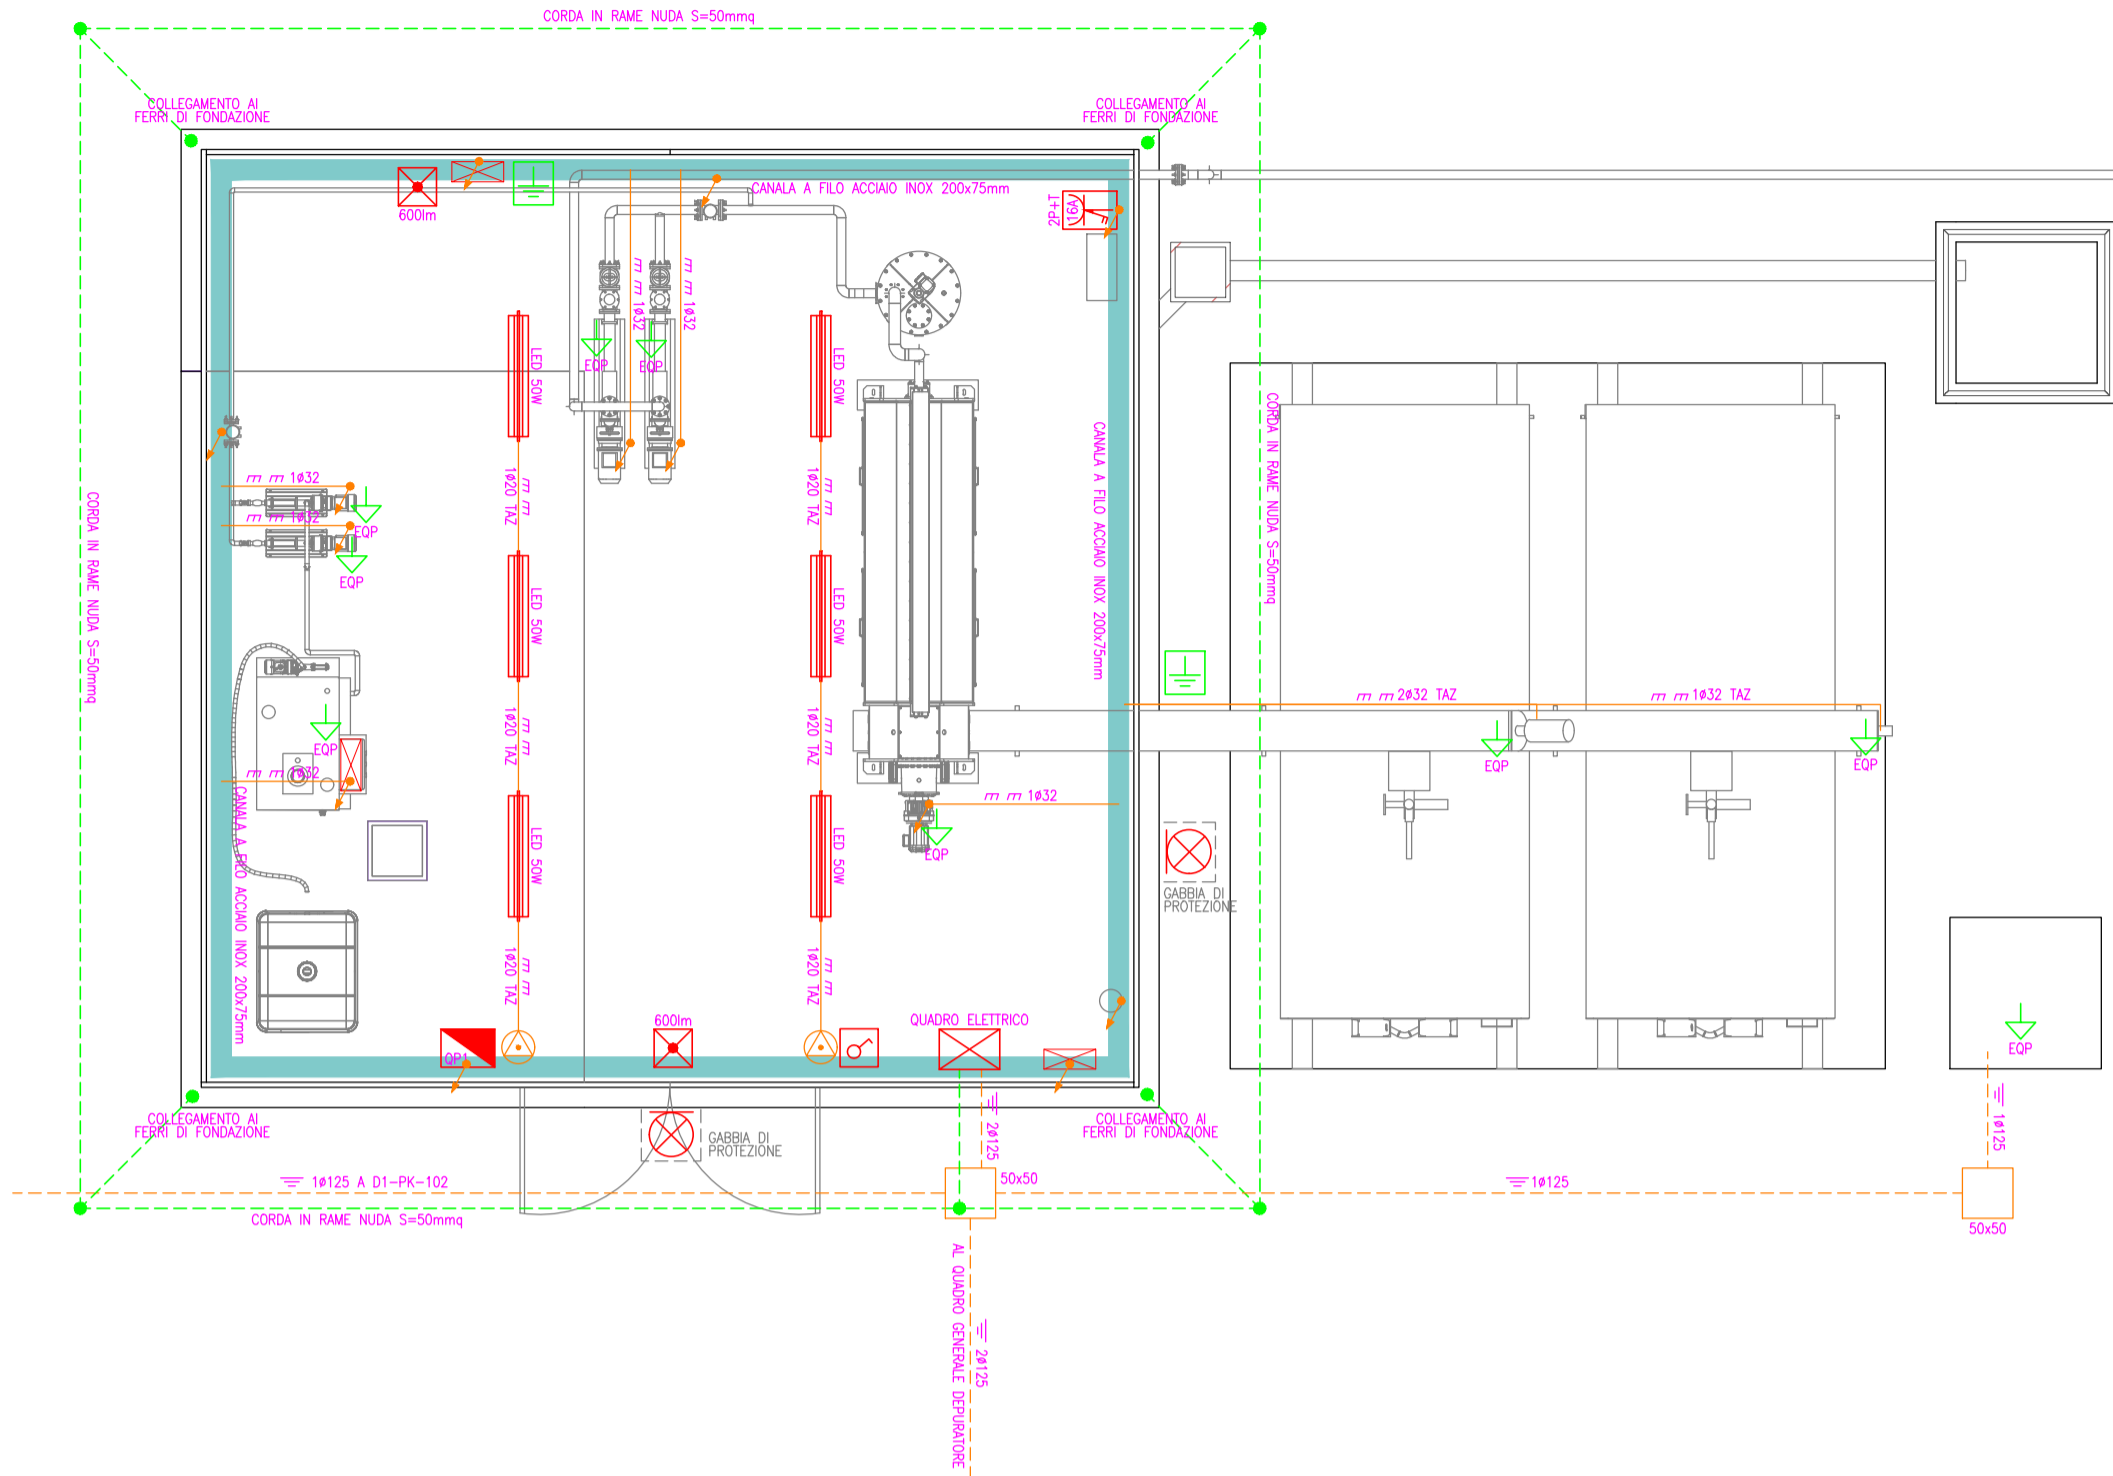 CORDA IN RAME NUDA S=50mmq
COLLEGAMENTO AI
FERRI DI FONDAZIONE
COLLEGAMENTO AI
FERRI DI FONDAZIONE
600lm
CANALA A FILO ACCIAIO INOX 200x75mm
2P+T
16A
1ø32
1ø32
EQP
EQP
LED 50W
LED 50W
CORDA IN RAME NUDA S=50mmq
CANALA A FILO ACCIAIO INOX 200x75mm
CORDA IN RAME NUDA S=50mmq
1ø32
1ø32
EQP
EQP
1ø20 TAZ
1ø20 TAZ
LED 50W
LED 50W
1ø20 TAZ
1ø20 TAZ
2ø32 TAZ
1ø32 TAZ
EQP
EQP
EQP
1ø32
1ø32
EQP
CANALA A FILO ACCIAIO INOX 200x75mm
LED 50W
LED 50W
GABBIA DI
PROTEZIONE
1ø20 TAZ
1ø20 TAZ
QP1
600lm
QUADRO ELETTRICO
EQP
COLLEGAMENTO AI
FERRI DI FONDAZIONE
GABBIA DI
PROTEZIONE
2ø125
COLLEGAMENTO AI
FERRI DI FONDAZIONE
1ø125
1ø125 A D1-PK-102
50x50
1ø125
CORDA IN RAME NUDA S=50mmq
50x50
AL QUADRO GENERALE DEPURATORE
2ø125